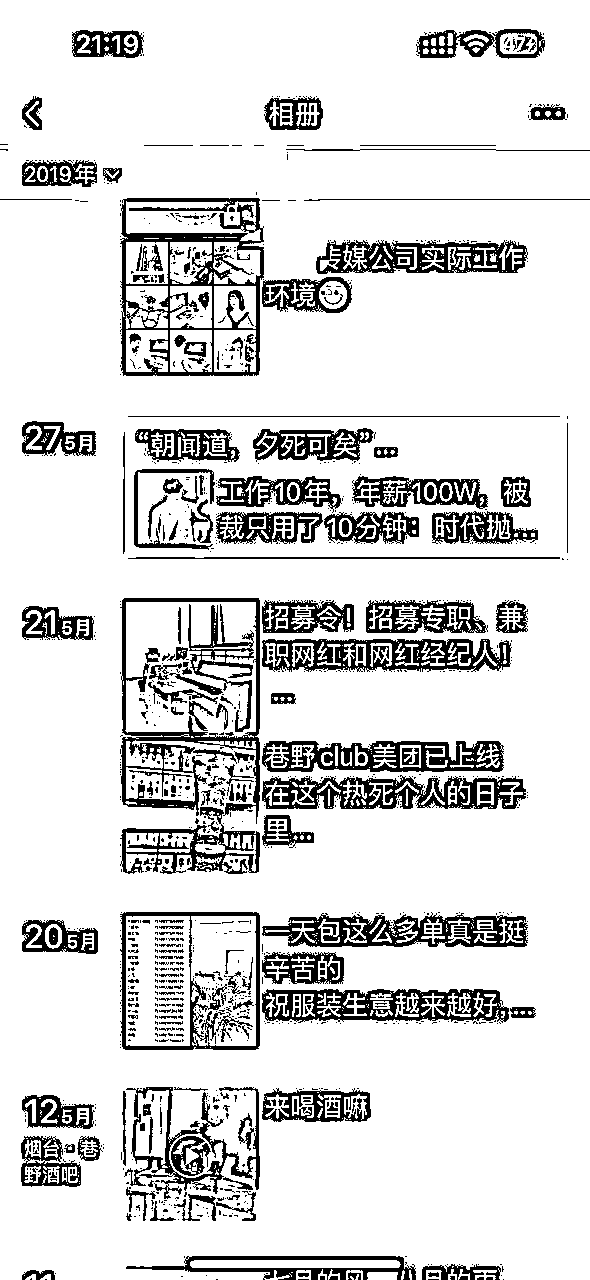 21:19
47
相册
2019年
媒公司实际工作
环境
27 5月
“朝闻道，夕死可矣”...
工作10年，年薪100W，被
裁只用了10分钟：时代抛...
21 5月
招募令！招募专职、兼
职网红和网红经纪人！
...
巷野club美团已上线
在这个热死个人的日子
里...
20 5月
一天包这么多单真是挺
辛苦的
祝服装生意越来越好,...
12 5月
来喝酒嘛
烟台·巷
野酒吧